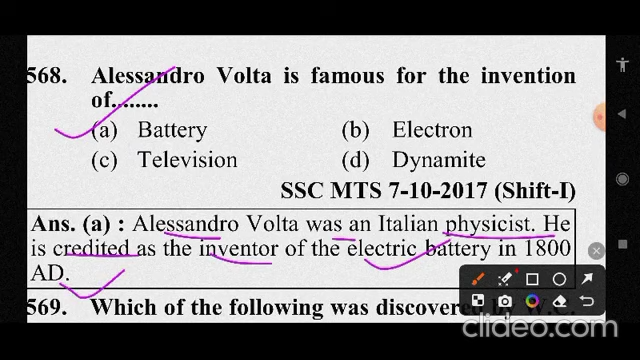 568. Alessandro Volta is famous for the invention
of........
(a) Battery (b) Electron
(c) Television (d) Dynamite
SSC MTS 7-10-2017 (Shift-I)
Ans. (a) : Alessandro Volta was an Italian physicist. He
is credited as the inventor of the electric battery in 1800
AD.
569. Which of the following was discovered by W.C.
clideo.com